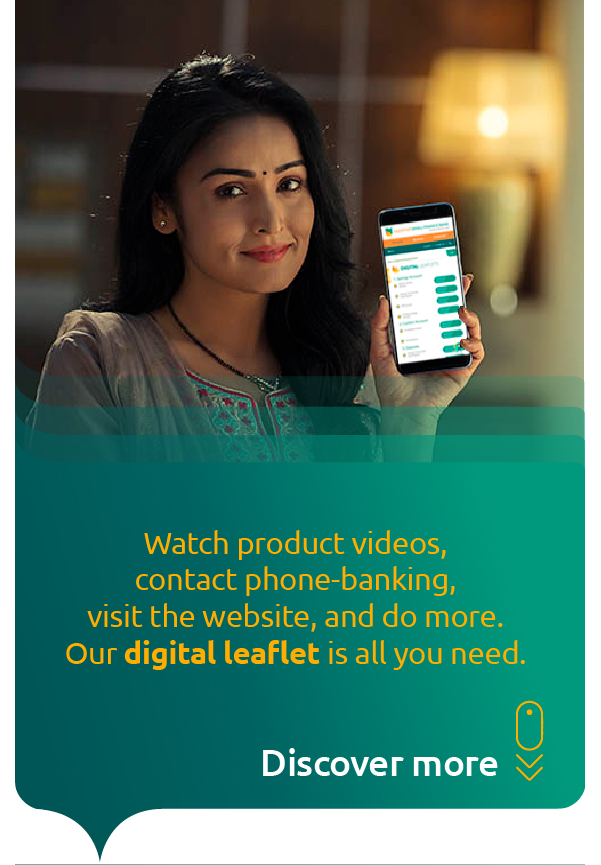 DIGITAL
Watch product videos,
contact phone-banking,
visit the website, and do more.
Our digital leaflet is all you need.
Discover more